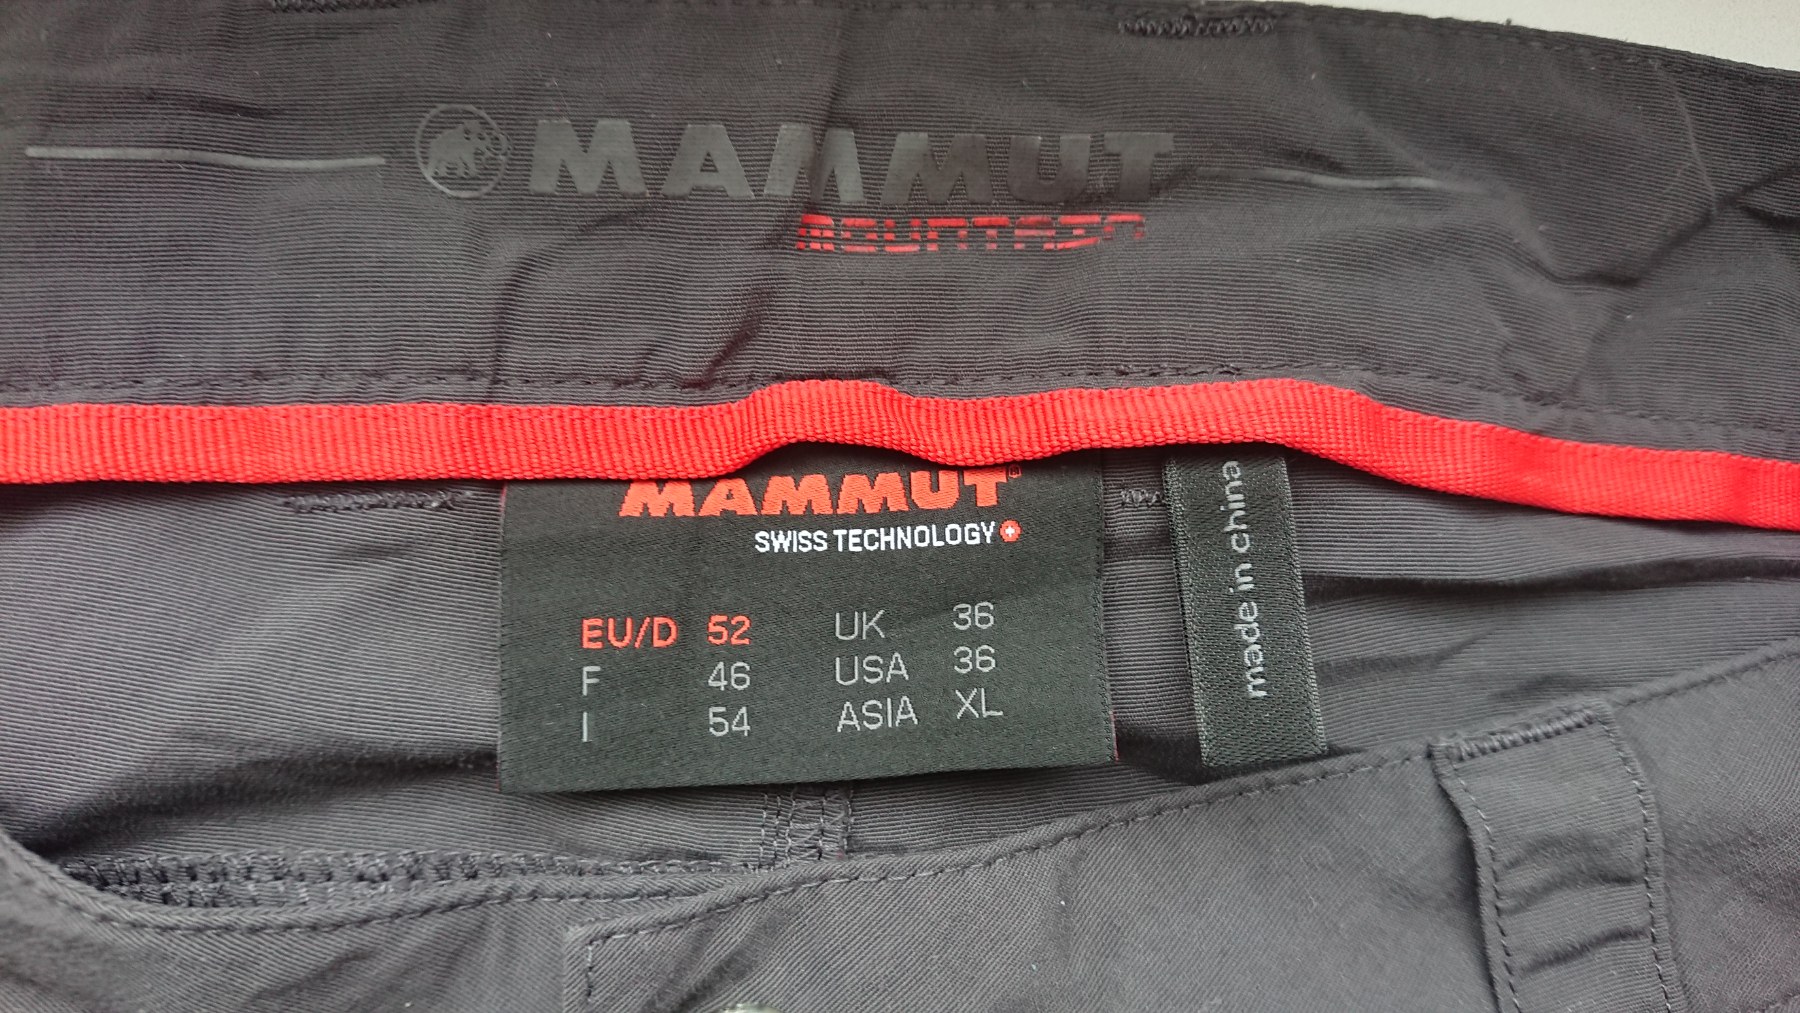 MAMMUT
MOUNTAIN
MAMMUT®
SWISS TECHNOLOGY
EU/D 52 UK 36
F 46 USA 36
I 54 ASIA XL
made in china